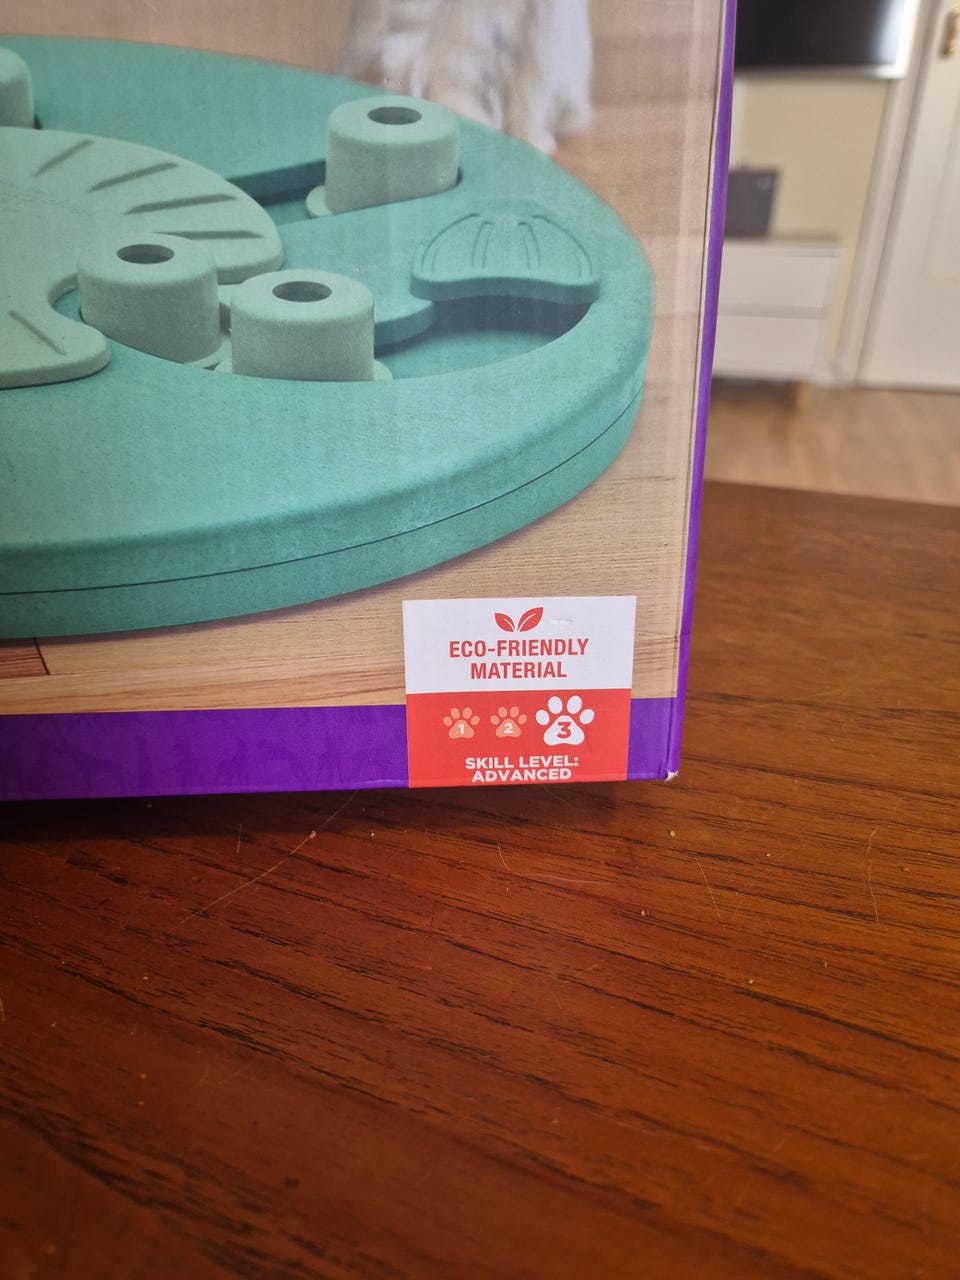 ECO-FRIENDLY
MATERIAL
1 2 3
SKILL LEVEL:
ADVANCED